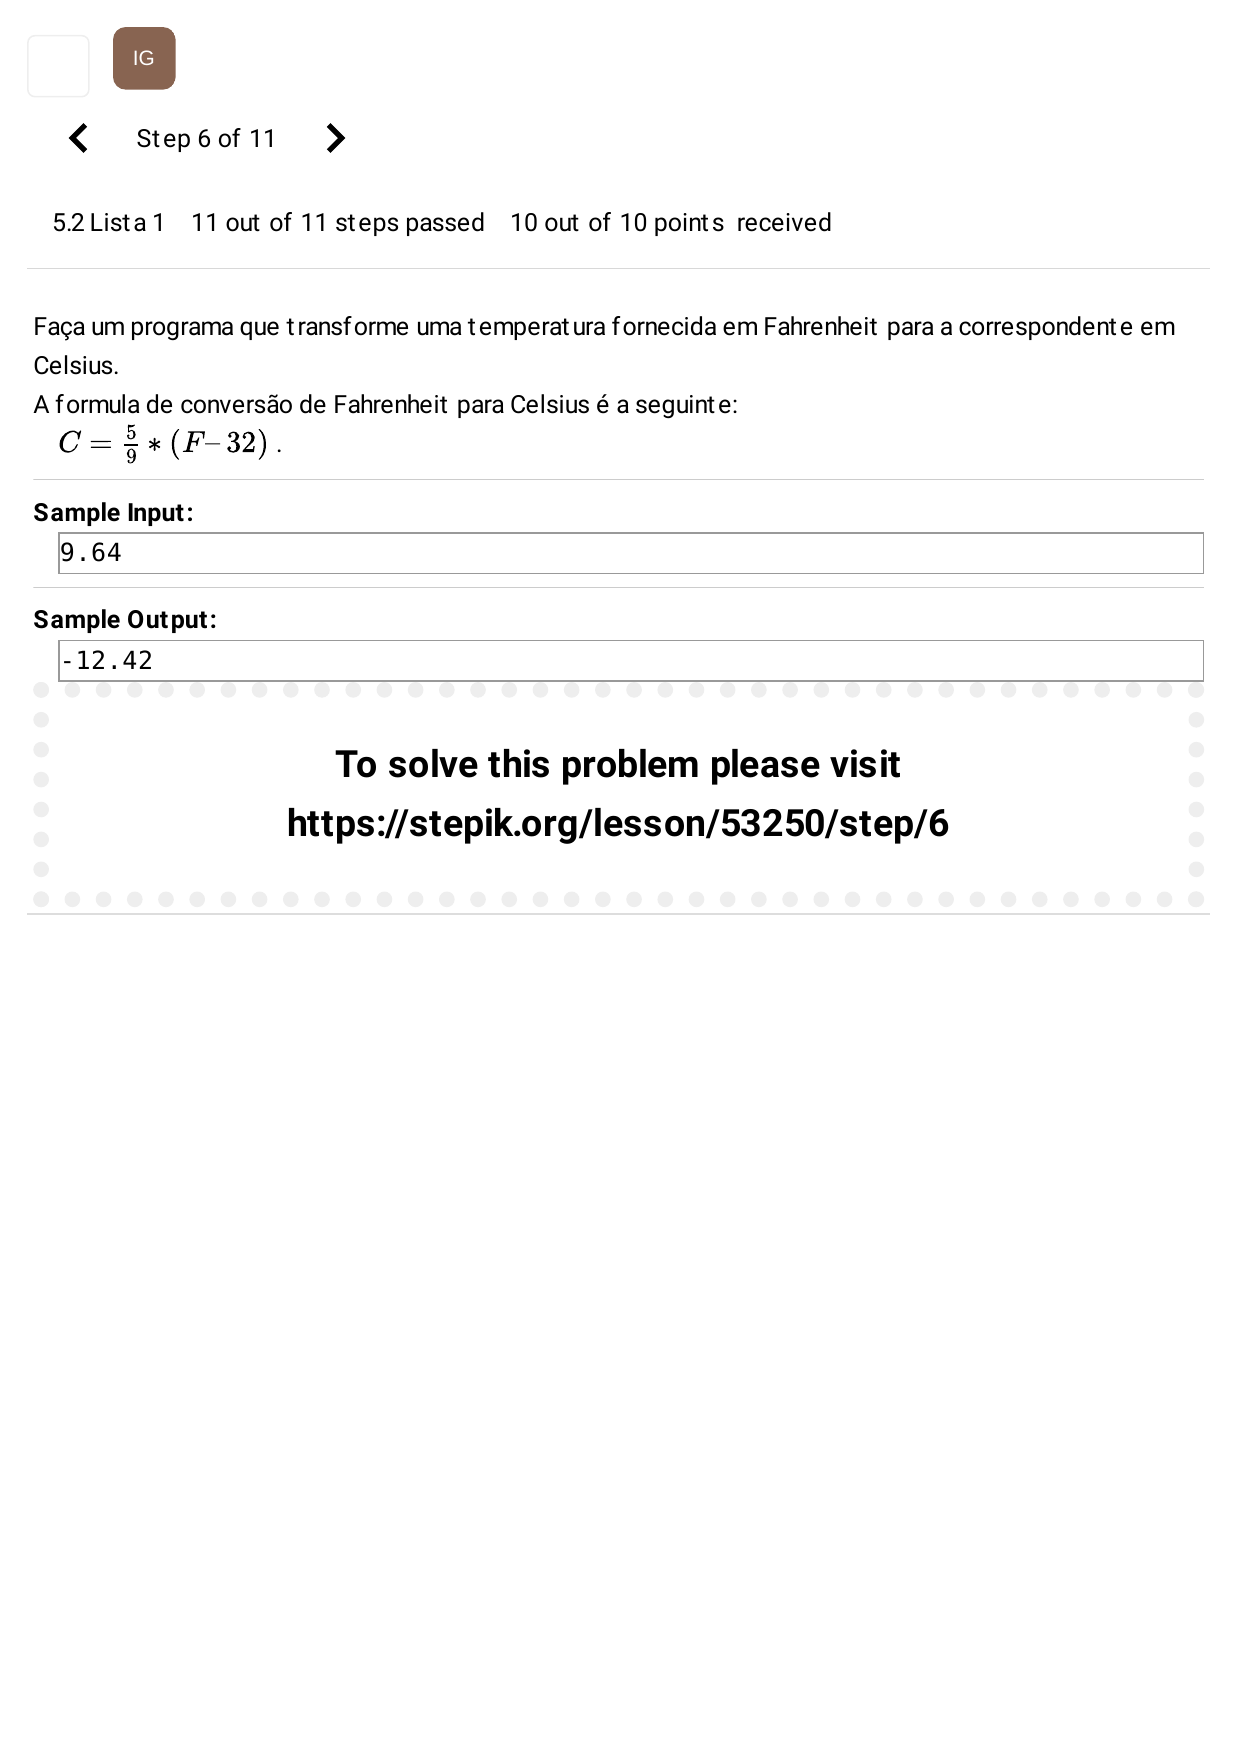 IG
Step 6 of 11
5.2 Lista 1 11 out of 11 steps passed 10 out of 10 points received
Faça um programa que transforme uma temperatura fornecida em Fahrenheit para a correspondente em
Celsius.
A formula de conversão de Fahrenheit para Celsius é a seguinte:
C = 5/9 * (F– 32) .
Sample Input:
9.64
Sample Output:
-12.42
To solve this problem please visit
https://stepik.org/lesson/53250/step/6